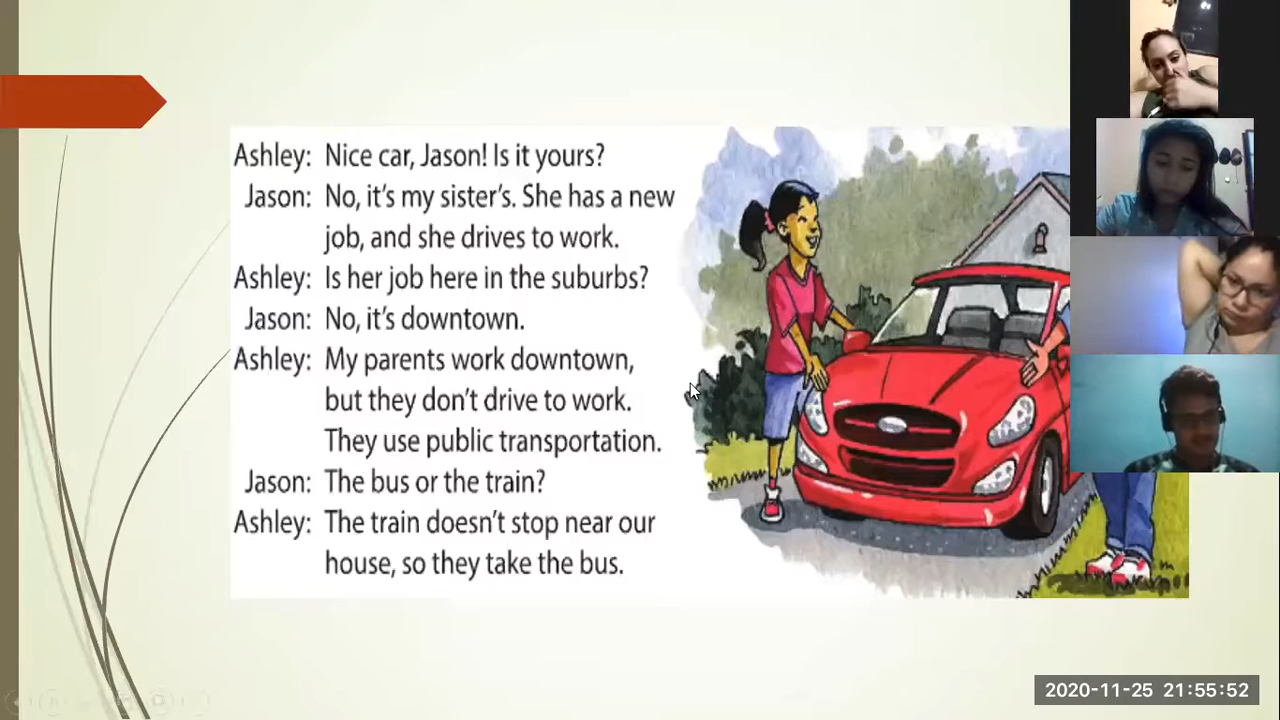 Ashley: Nice car, Jason! Is it yours?
Jason: No, it's my sister's. She has a new
job, and she drives to work.
Ashley: Is her job here in the suburbs?
Jason: No, it's downtown.
Ashley: My parents work downtown,
but they don't drive to work.
They use public transportation.
Jason: The bus or the train?
Ashley: The train doesn't stop near our
house, so they take the bus.
2020-11-25 21:55:52